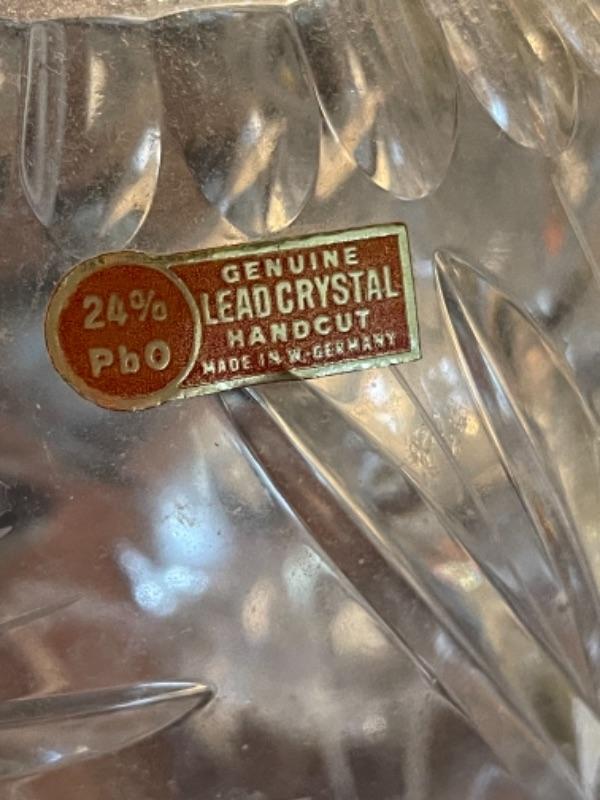 24%
PbO
GENUINE
LEAD CRYSTAL
HANDCUT
MADE IN W. GERMANY